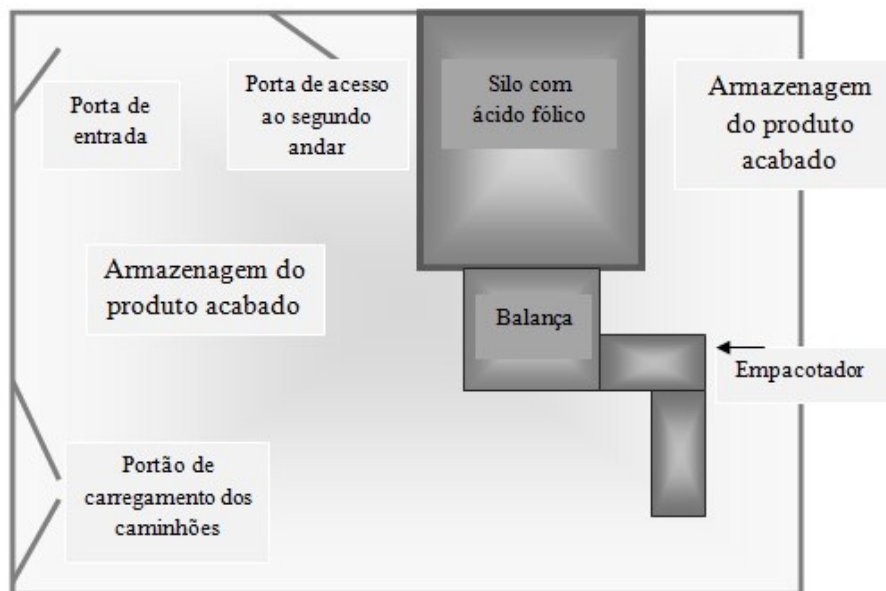 Porta de
entrada
Porta de acesso
ao segundo
andar
Silo com
ácido fólico
Armazenagem
do produto
acabado
Armazenagem do
produto acabado
Balança
Empacotador
Portão de
carregamento dos
caminhões